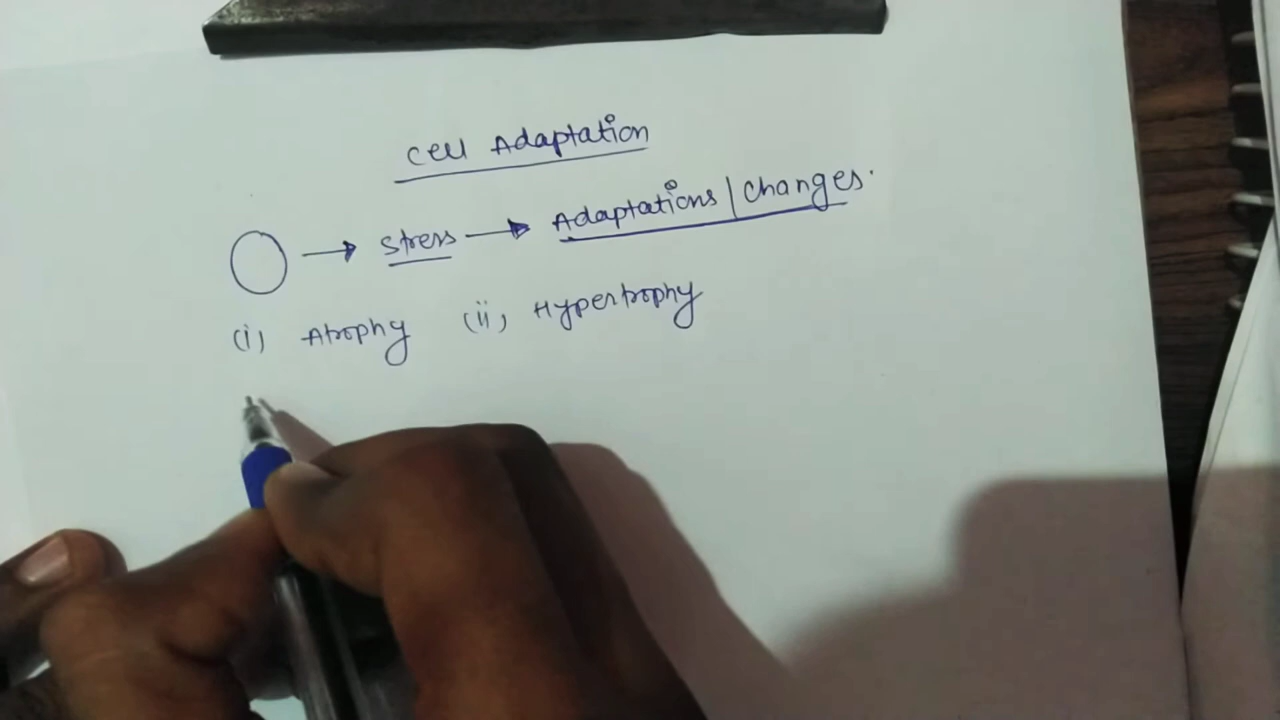 Cell Adaptation
→ Stress → Adaptations | Changes.
(i) Atrophy (ii) Hypertrophy